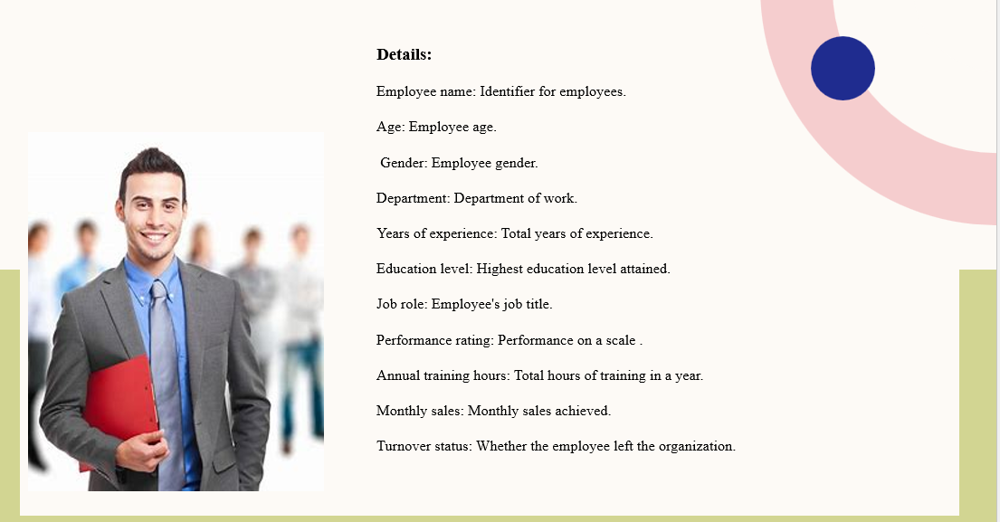 Details:
Employee name: Identifier for employees.
Age: Employee age.
Gender: Employee gender.
Department: Department of work.
Years of experience: Total years of experience.
Education level: Highest education level attained.
Job role: Employee's job title.
Performance rating: Performance on a scale .
Annual training hours: Total hours of training in a year.
Monthly sales: Monthly sales achieved.
Turnover status: Whether the employee left the organization.